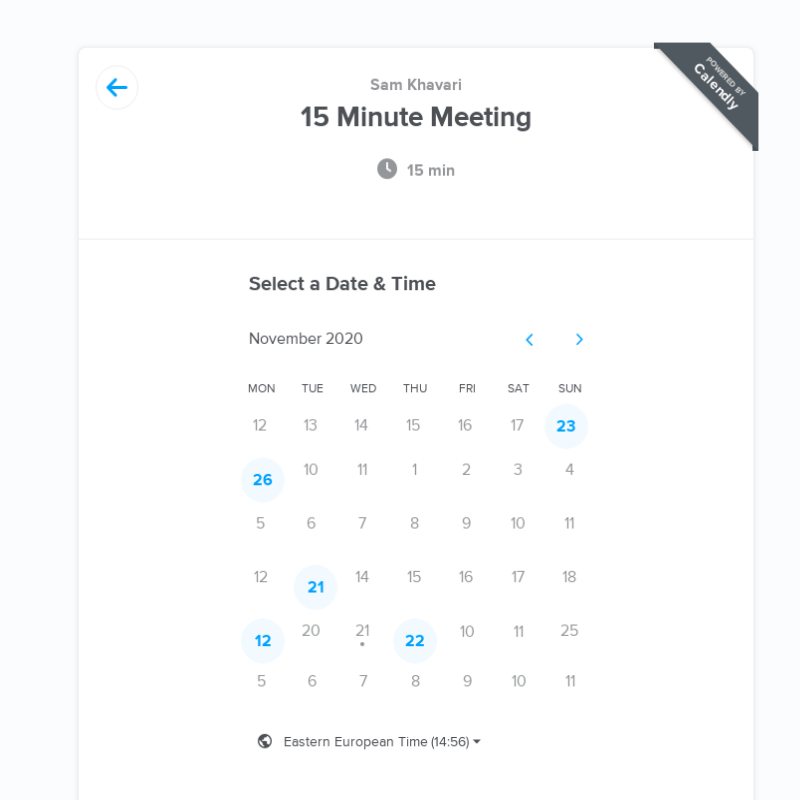 POWERED BY
Calendly
Sam Khavari
15 Minute Meeting
15 min
Select a Date & Time
November 2020
MON TUE WED THU FRI SAT SUN
12 13 14 15 16 17 23
26 10 11 1 2 3 4
5 6 7 8 9 10 11
12 21 14 15 16 17 18
12 20 21 22 10 11 25
5 6 7 8 9 10 11
Eastern European Time (14:56)